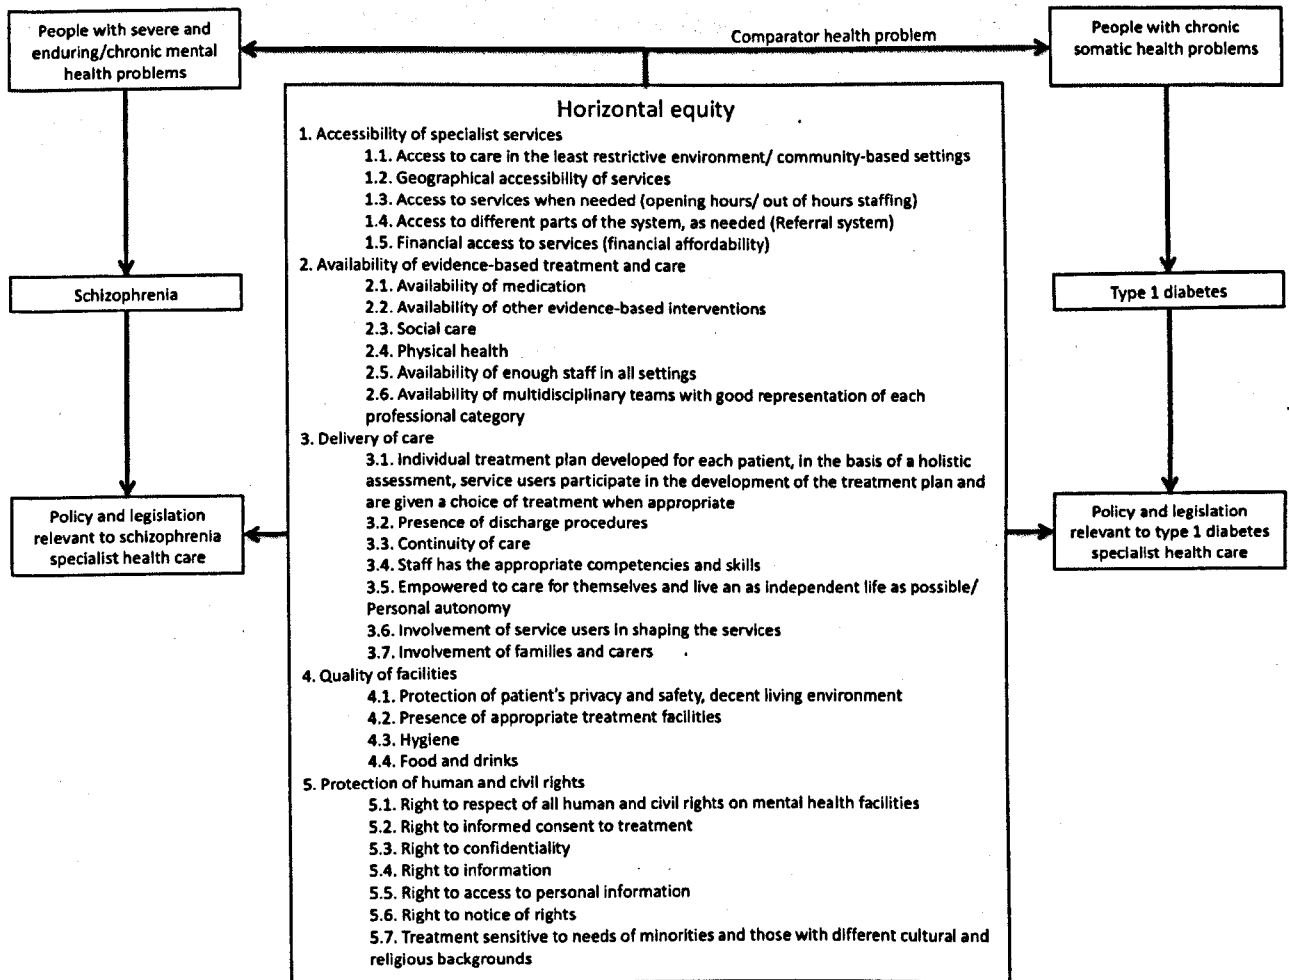 People with severe and
enduring/chronic mental
health problems
Comparator health problem
People with chronic
somatic health problems
Horizontal equity
1. Accessibility of specialist services
1.1. Access to care in the least restrictive environment/ community-based settings
1.2. Geographical accessibility of services
1.3. Access to services when needed (opening hours/ out of hours staffing)
1.4. Access to different parts of the system, as needed (Referral system)
1.5. Financial access to services (financial affordability)
2. Availability of evidence-based treatment and care
2.1. Availability of medication
2.2. Availability of other evidence-based interventions
2.3. Social care
2.4. Physical health
2.5. Availability of enough staff in all settings
2.6. Availability of multidisciplinary teams with good representation of each
professional category
3. Delivery of care
3.1. Individual treatment plan developed for each patient, in the basis of a holistic
assessment, service users participate in the development of the treatment plan and
are given a choice of treatment when appropriate
3.2. Presence of discharge procedures
3.3. Continuity of care
3.4. Staff has the appropriate competencies and skills
3.5. Empowered to care for themselves and live an as independent life as possible/
Personal autonomy
3.6. Involvement of service users in shaping the services
3.7. Involvement of families and carers
4. Quality of facilities
4.1. Protection of patient's privacy and safety, decent living environment
4.2. Presence of appropriate treatment facilities
4.3. Hygiene
4.4. Food and drinks
5. Protection of human and civil rights
5.1. Right to respect of all human and civil rights on mental health facilities
5.2. Right to informed consent to treatment
5.3. Right to confidentiality
5.4. Right to information
5.5. Right to access to personal information
5.6. Right to notice of rights
5.7. Treatment sensitive to needs of minorities and those with different cultural and
religious backgrounds
Schizophrenia
Type 1 diabetes
Policy and legislation
relevant to schizophrenia
specialist health care
Policy and legislation
relevant to type 1 diabetes
specialist health care